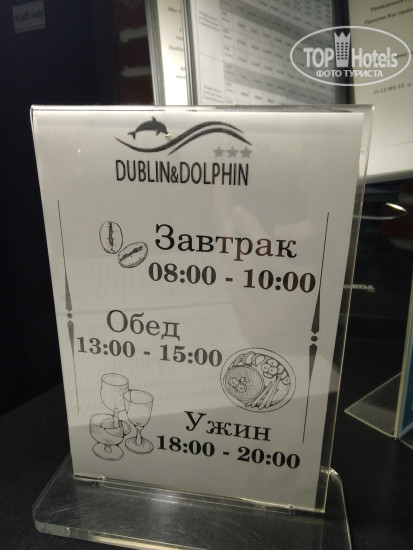 TOP Hotels
ФОТО ТУРИСТА
DUBLIN&DOLPHIN
Завтрак
08:00 - 10:00
Обед
13:00 - 15:00
Ужин
18:00 - 20:00